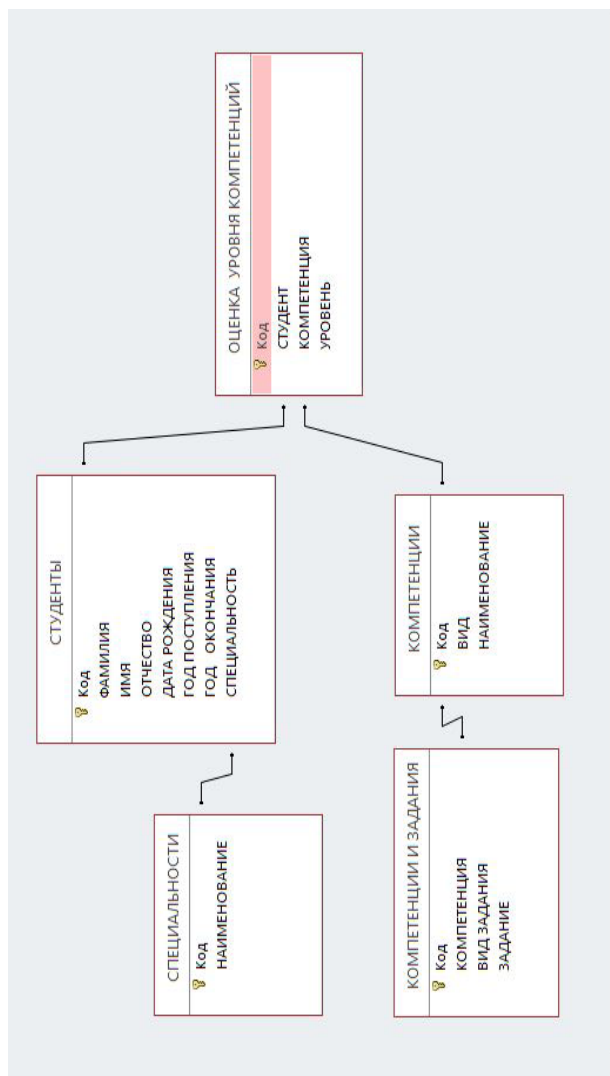 СПЕЦИАЛЬНОСТИ
Код
НАИМЕНОВАНИЕ
СТУДЕНТЫ
Код
ФАМИЛИЯ
ИМЯ
ОТЧЕСТВО
ДАТА РОЖДЕНИЯ
ГОД ПОСТУПЛЕНИЯ
ГОД ОКОНЧАНИЯ
СПЕЦИАЛЬНОСТЬ
ОЦЕНКА УРОВНЯ КОМПЕТЕНЦИЙ
Код
СТУДЕНТ
КОМПЕТЕНЦИЯ
УРОВЕНЬ
КОМПЕТЕНЦИИ И ЗАДАНИЯ
Код
КОМПЕТЕНЦИЯ
ВИД ЗАДАНИЯ
ЗАДАНИЕ
КОМПЕТЕНЦИИ
Код
ВИД
НАИМЕНОВАНИЕ